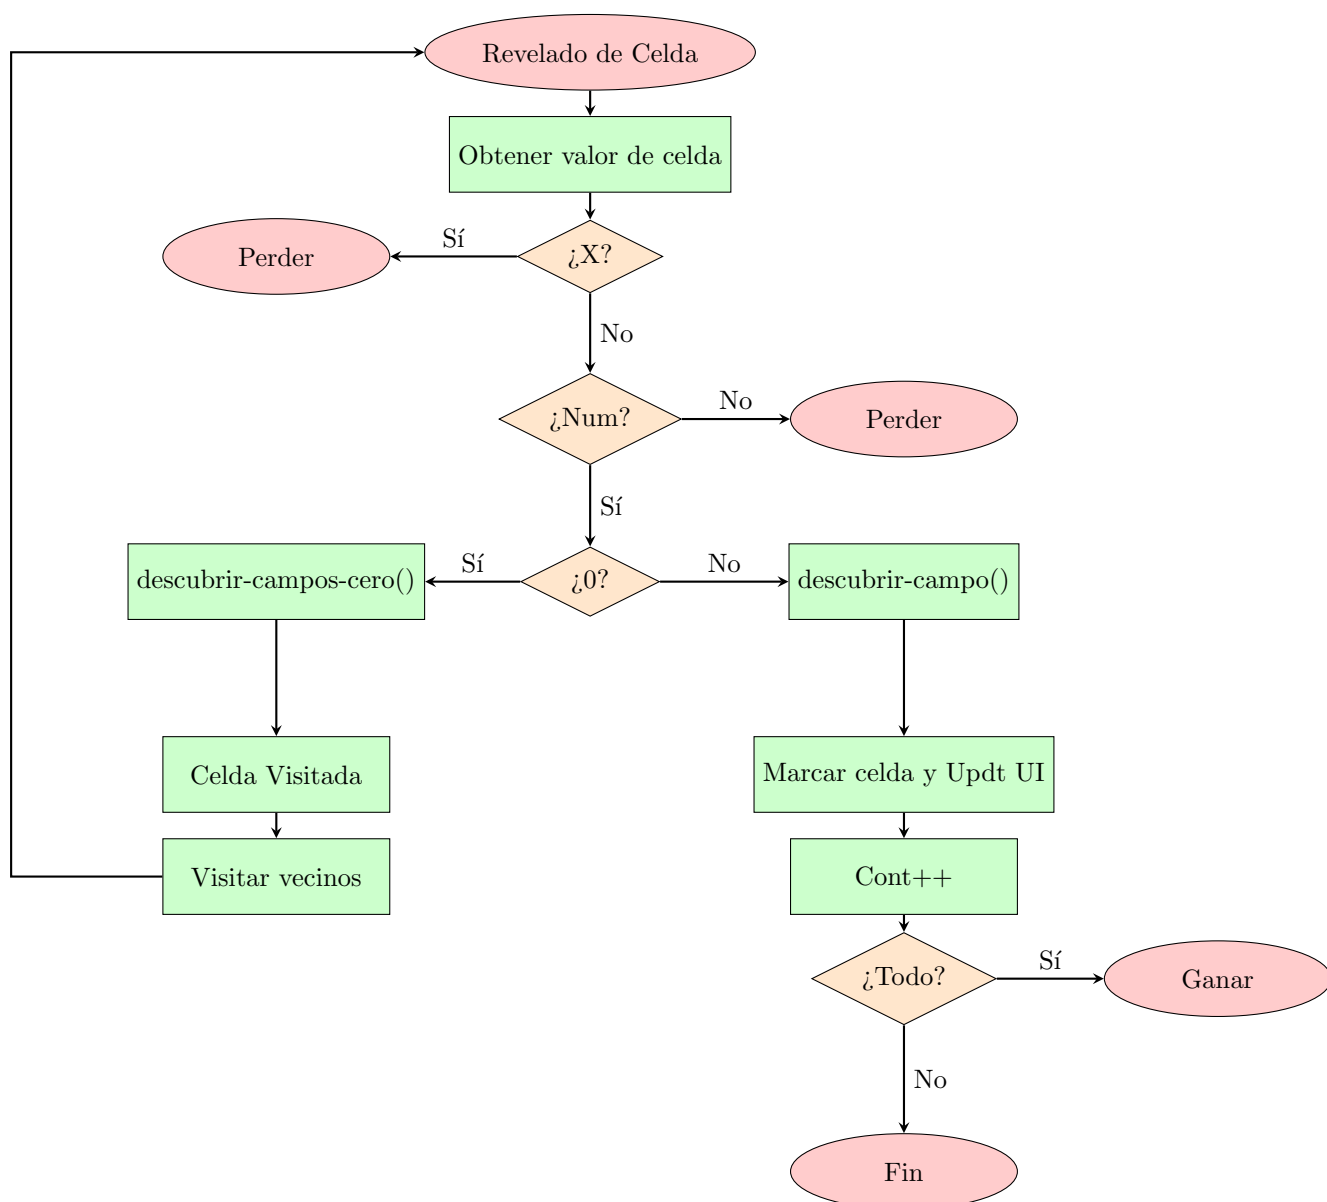 Revelado de Celda
Obtener valor de celda
¿X?
Sí
Perder
No
¿Num?
No
Perder
Sí
¿0?
Sí
descubrir-campos-cero()
No
descubrir-campo()
Celda Visitada
Marcar celda y Updt UI
Visitar vecinos
Cont++
¿Todo?
Sí
Ganar
No
Fin